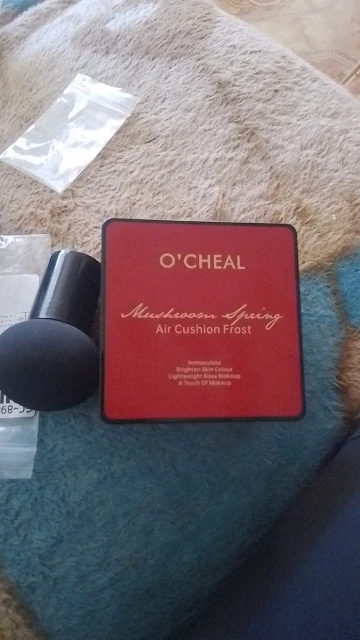 O'CHEAL
Mushroom Spring
Air Cushion Frost
Immaculate
Brighten Skin Colour
Lightweight Base Makeup
A Touch Of Makeup